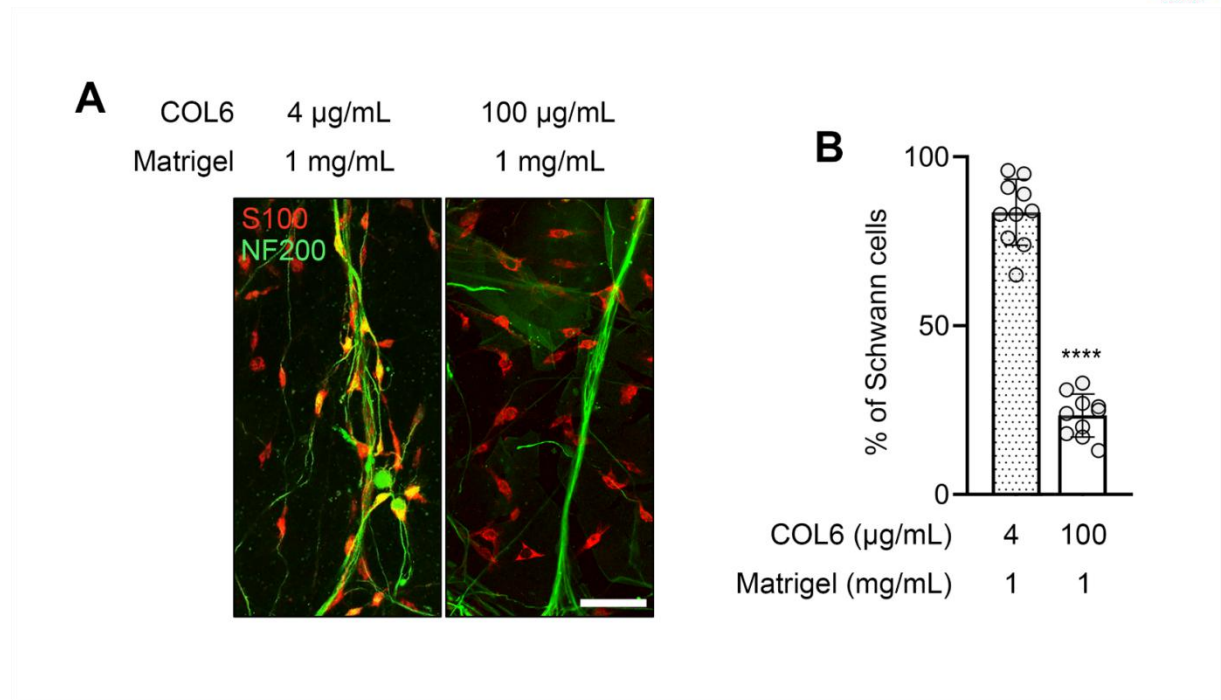 A
COL6 4 µg/mL 100 µg/mL
Matrigel 1 mg/mL 1 mg/mL
S100
NF200
B
% of Schwann cells
100
50
0
****
COL6 (µg/mL) 4 100
Matrigel (mg/mL) 1 1